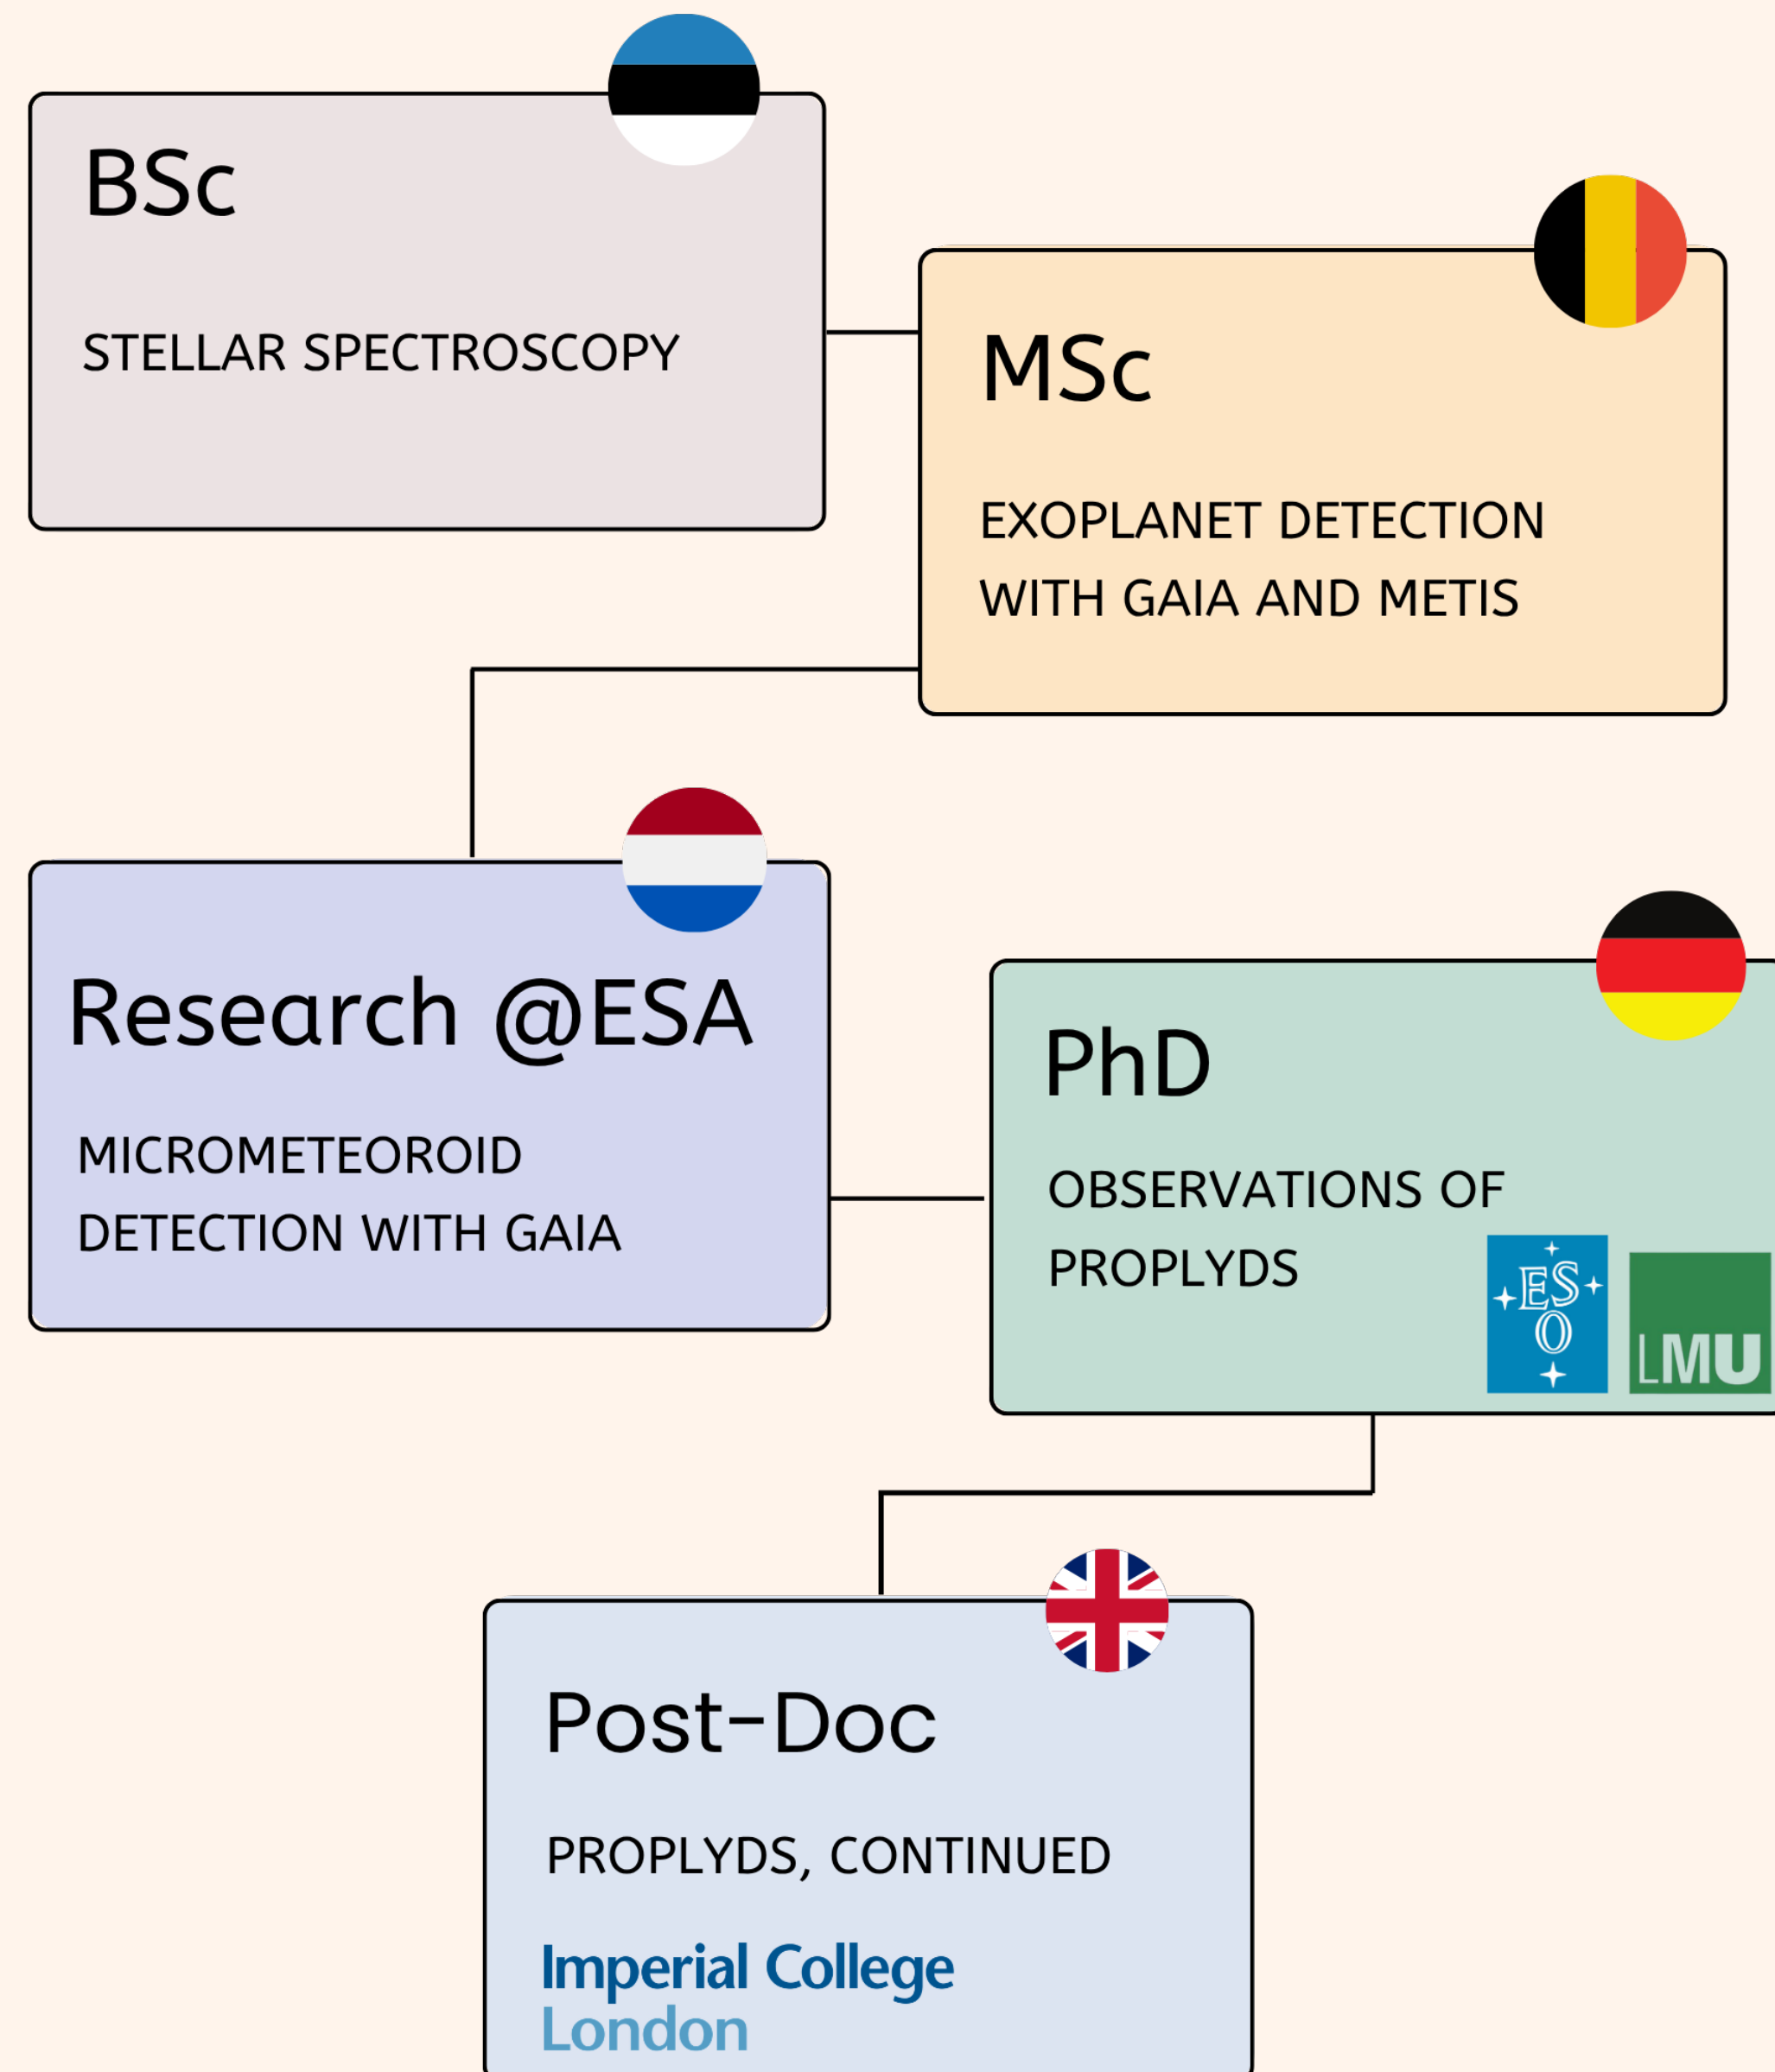 BSc
STELLAR SPECTROSCOPY
MSc
EXOPLANET DETECTION
WITH GAIA AND METIS
Research @ESA
MICROMETEOROID
DETECTION WITH GAIA
PhD
OBSERVATIONS OF
PROPLYDS
ES
O
LMU
Post-Doc
PROPLYDS, CONTINUED
Imperial College
London